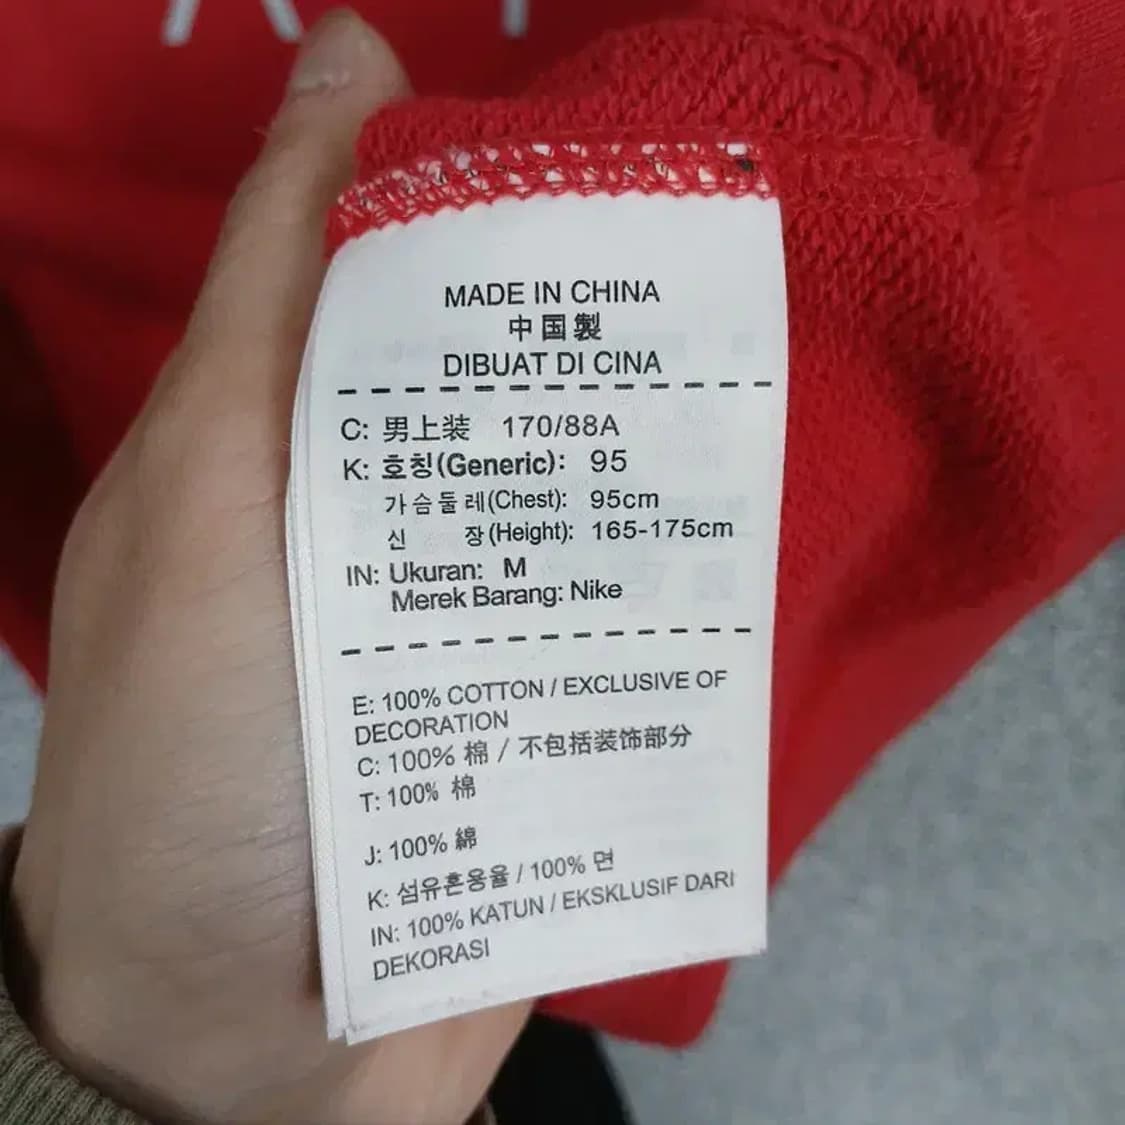 MADE IN CHINA
中国製
DIBUAT DI CINA
C: 男上装 170/88A
K: 호칭(Generic): 95
가슴둘레(Chest): 95cm
신 장(Height): 165-175cm
IN: Ukuran: M
Merek Barang: Nike
E: 100% COTTON / EXCLUSIVE OF
DECORATION
C: 100% 棉 / 不包括装饰部分
T: 100% 棉
J: 100% 綿
K: 섬유혼용율 / 100% 면
IN: 100% KATUN / EKSKLUSIF DARI
DEKORASI